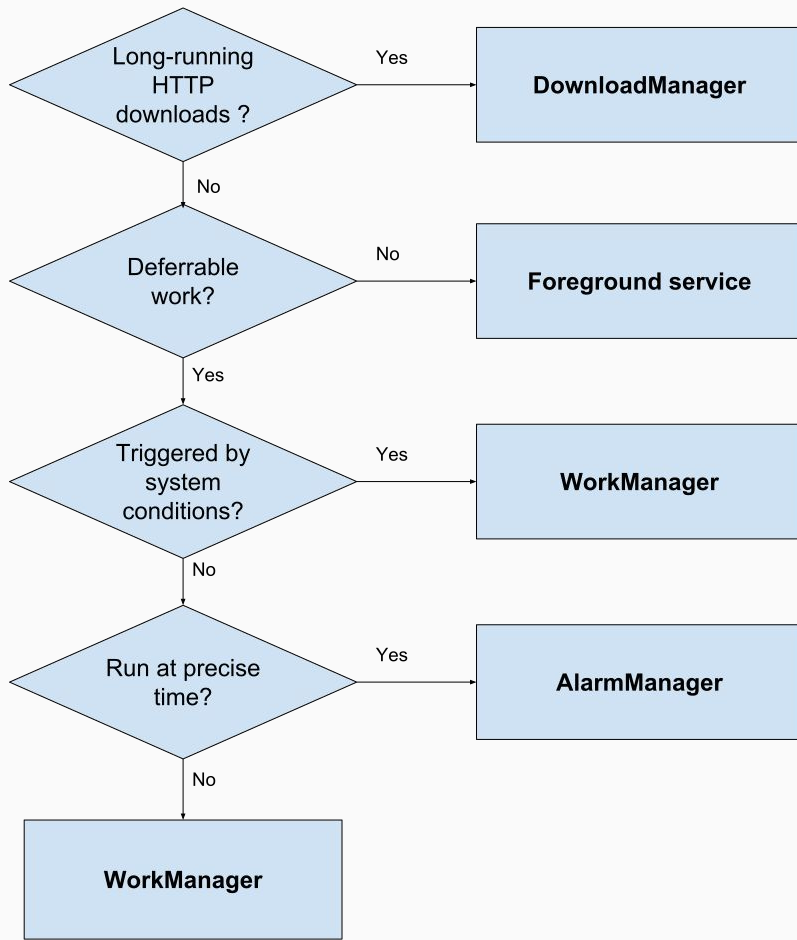 Long-running
HTTP
downloads ?
Yes
DownloadManager
No
Deferrable
work?
No
Foreground service
Yes
Triggered by
system
conditions?
Yes
WorkManager
No
Run at precise
time?
Yes
AlarmManager
No
WorkManager